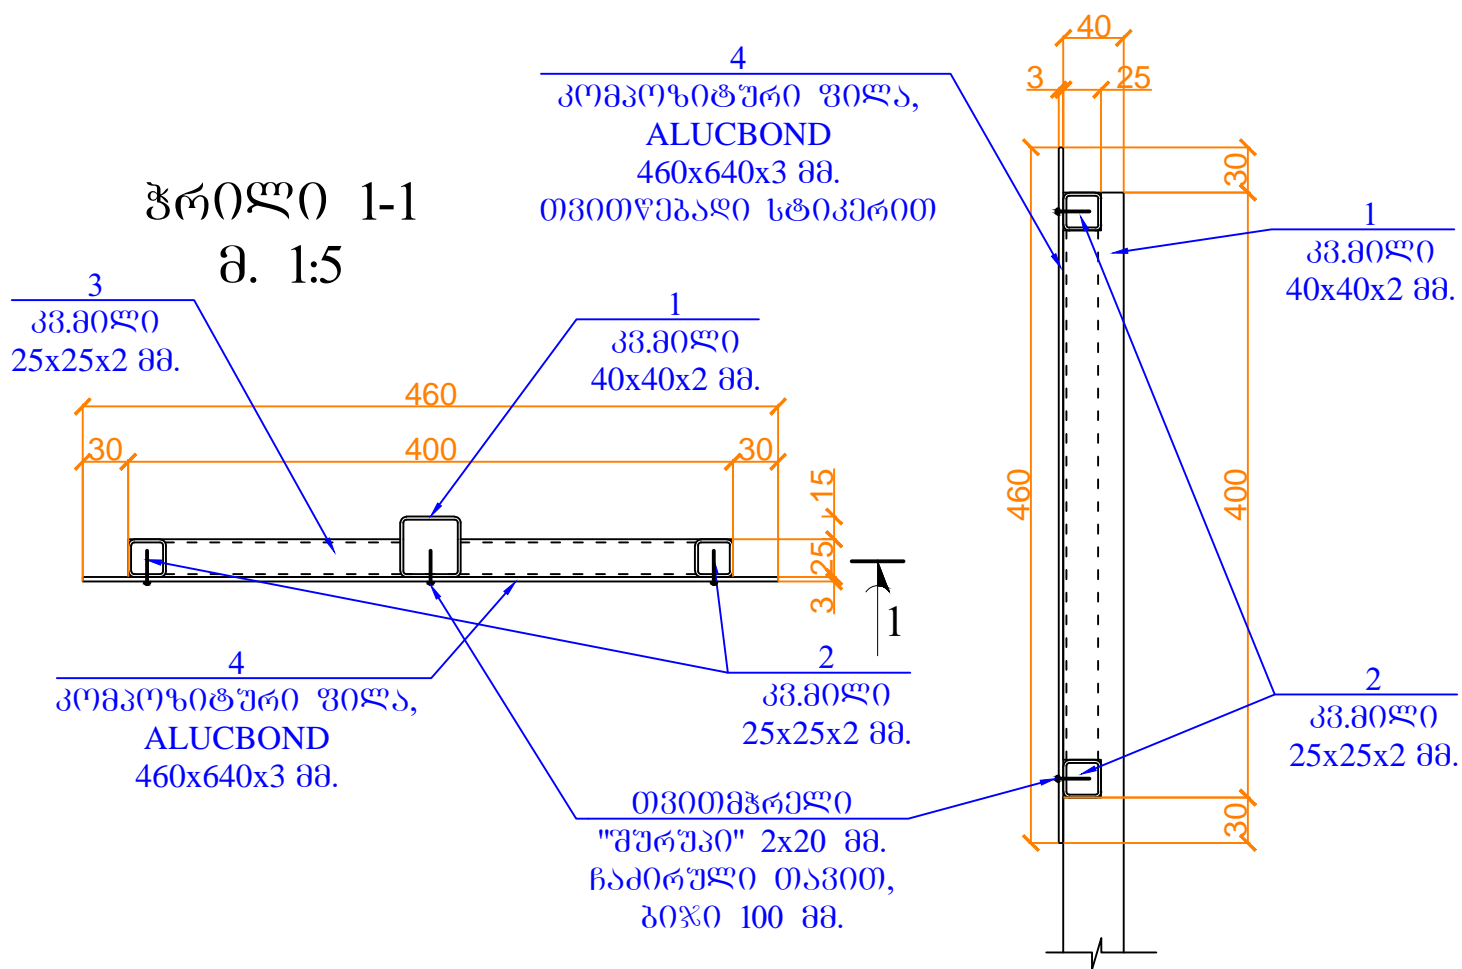 ჭრილი 1-1
მ. 1:5
4
კომპოზიტური ფილა,
ALUCBOND
460x640x3 მმ.
თვითწებადი სტიკერით
3
კვ.მილი
25x25x2 მმ.
1
კვ.მილი
40x40x2 მმ.
460
30
400
30
15
25
3
1
4
კომპოზიტური ფილა,
ALUCBOND
460x640x3 მმ.
2
კვ.მილი
25x25x2 მმ.
თვითმჭრელი
"შურუპი" 2x20 მმ.
ჩაძირული თავით,
ბიჯი 100 მმ.
40
3
25
30
460
400
30
1
კვ.მილი
40x40x2 მმ.
2
კვ.მილი
25x25x2 მმ.